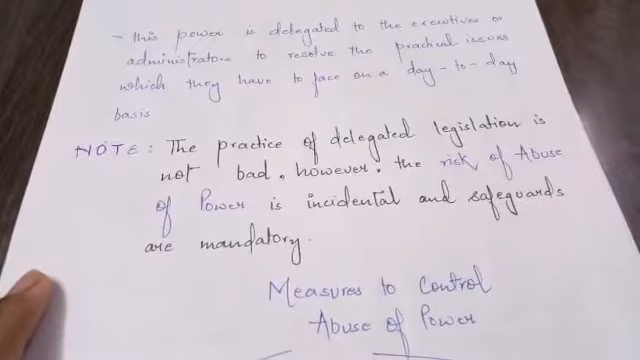 - This power is delegated to the executives or
administrators to resolve the practical issues
which they have to face on a day-to-day
basis
NOTE: The practice of delegated legislation is
not bad, however, the risk of Abuse
of Power is incidental and safeguards
are mandatory.
Measures to Control
Abuse of Power